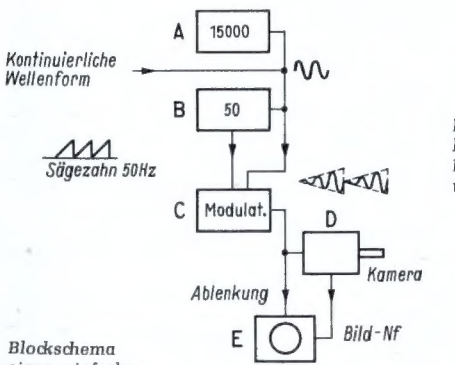 A
15000
Kontinuierliche
Wellenform
B
50
Sägezahn 50Hz
C
Modulat.
D
Kamera
Ablenkung
E
Bild-Nf
Blockschema